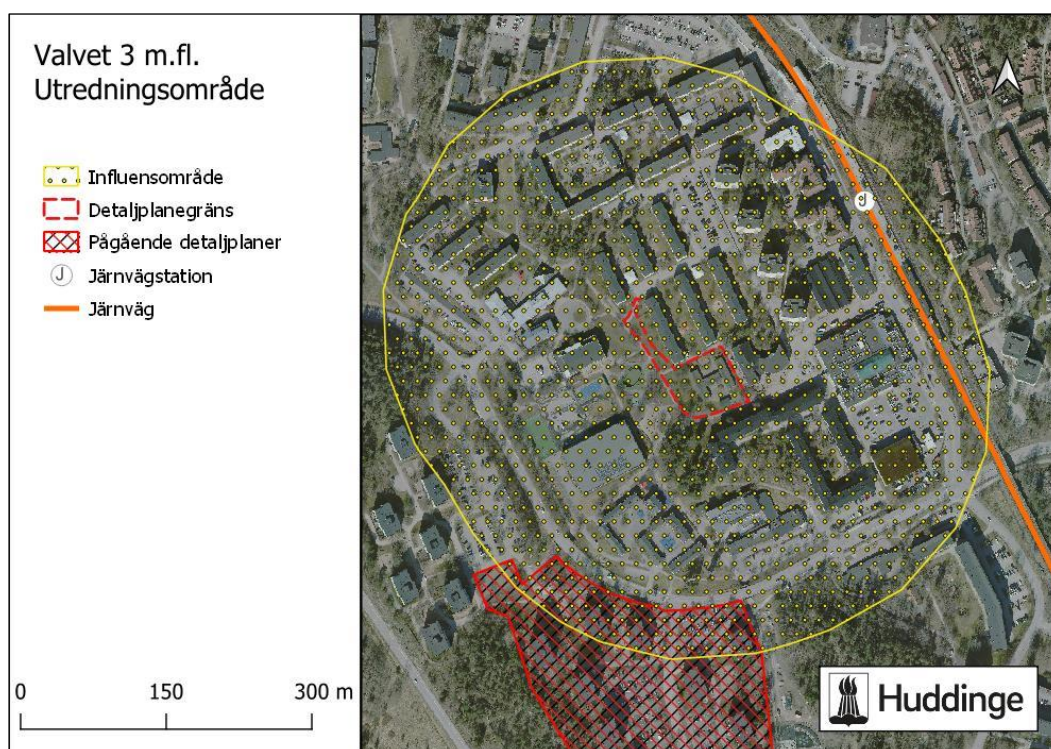 Valvet 3 m.fl.
Utredningsområde
Influensområde
Detaljplanegräns
Pågående detaljplaner
J Järnvägstation
Järnväg
J
0 150 300 m
Huddinge